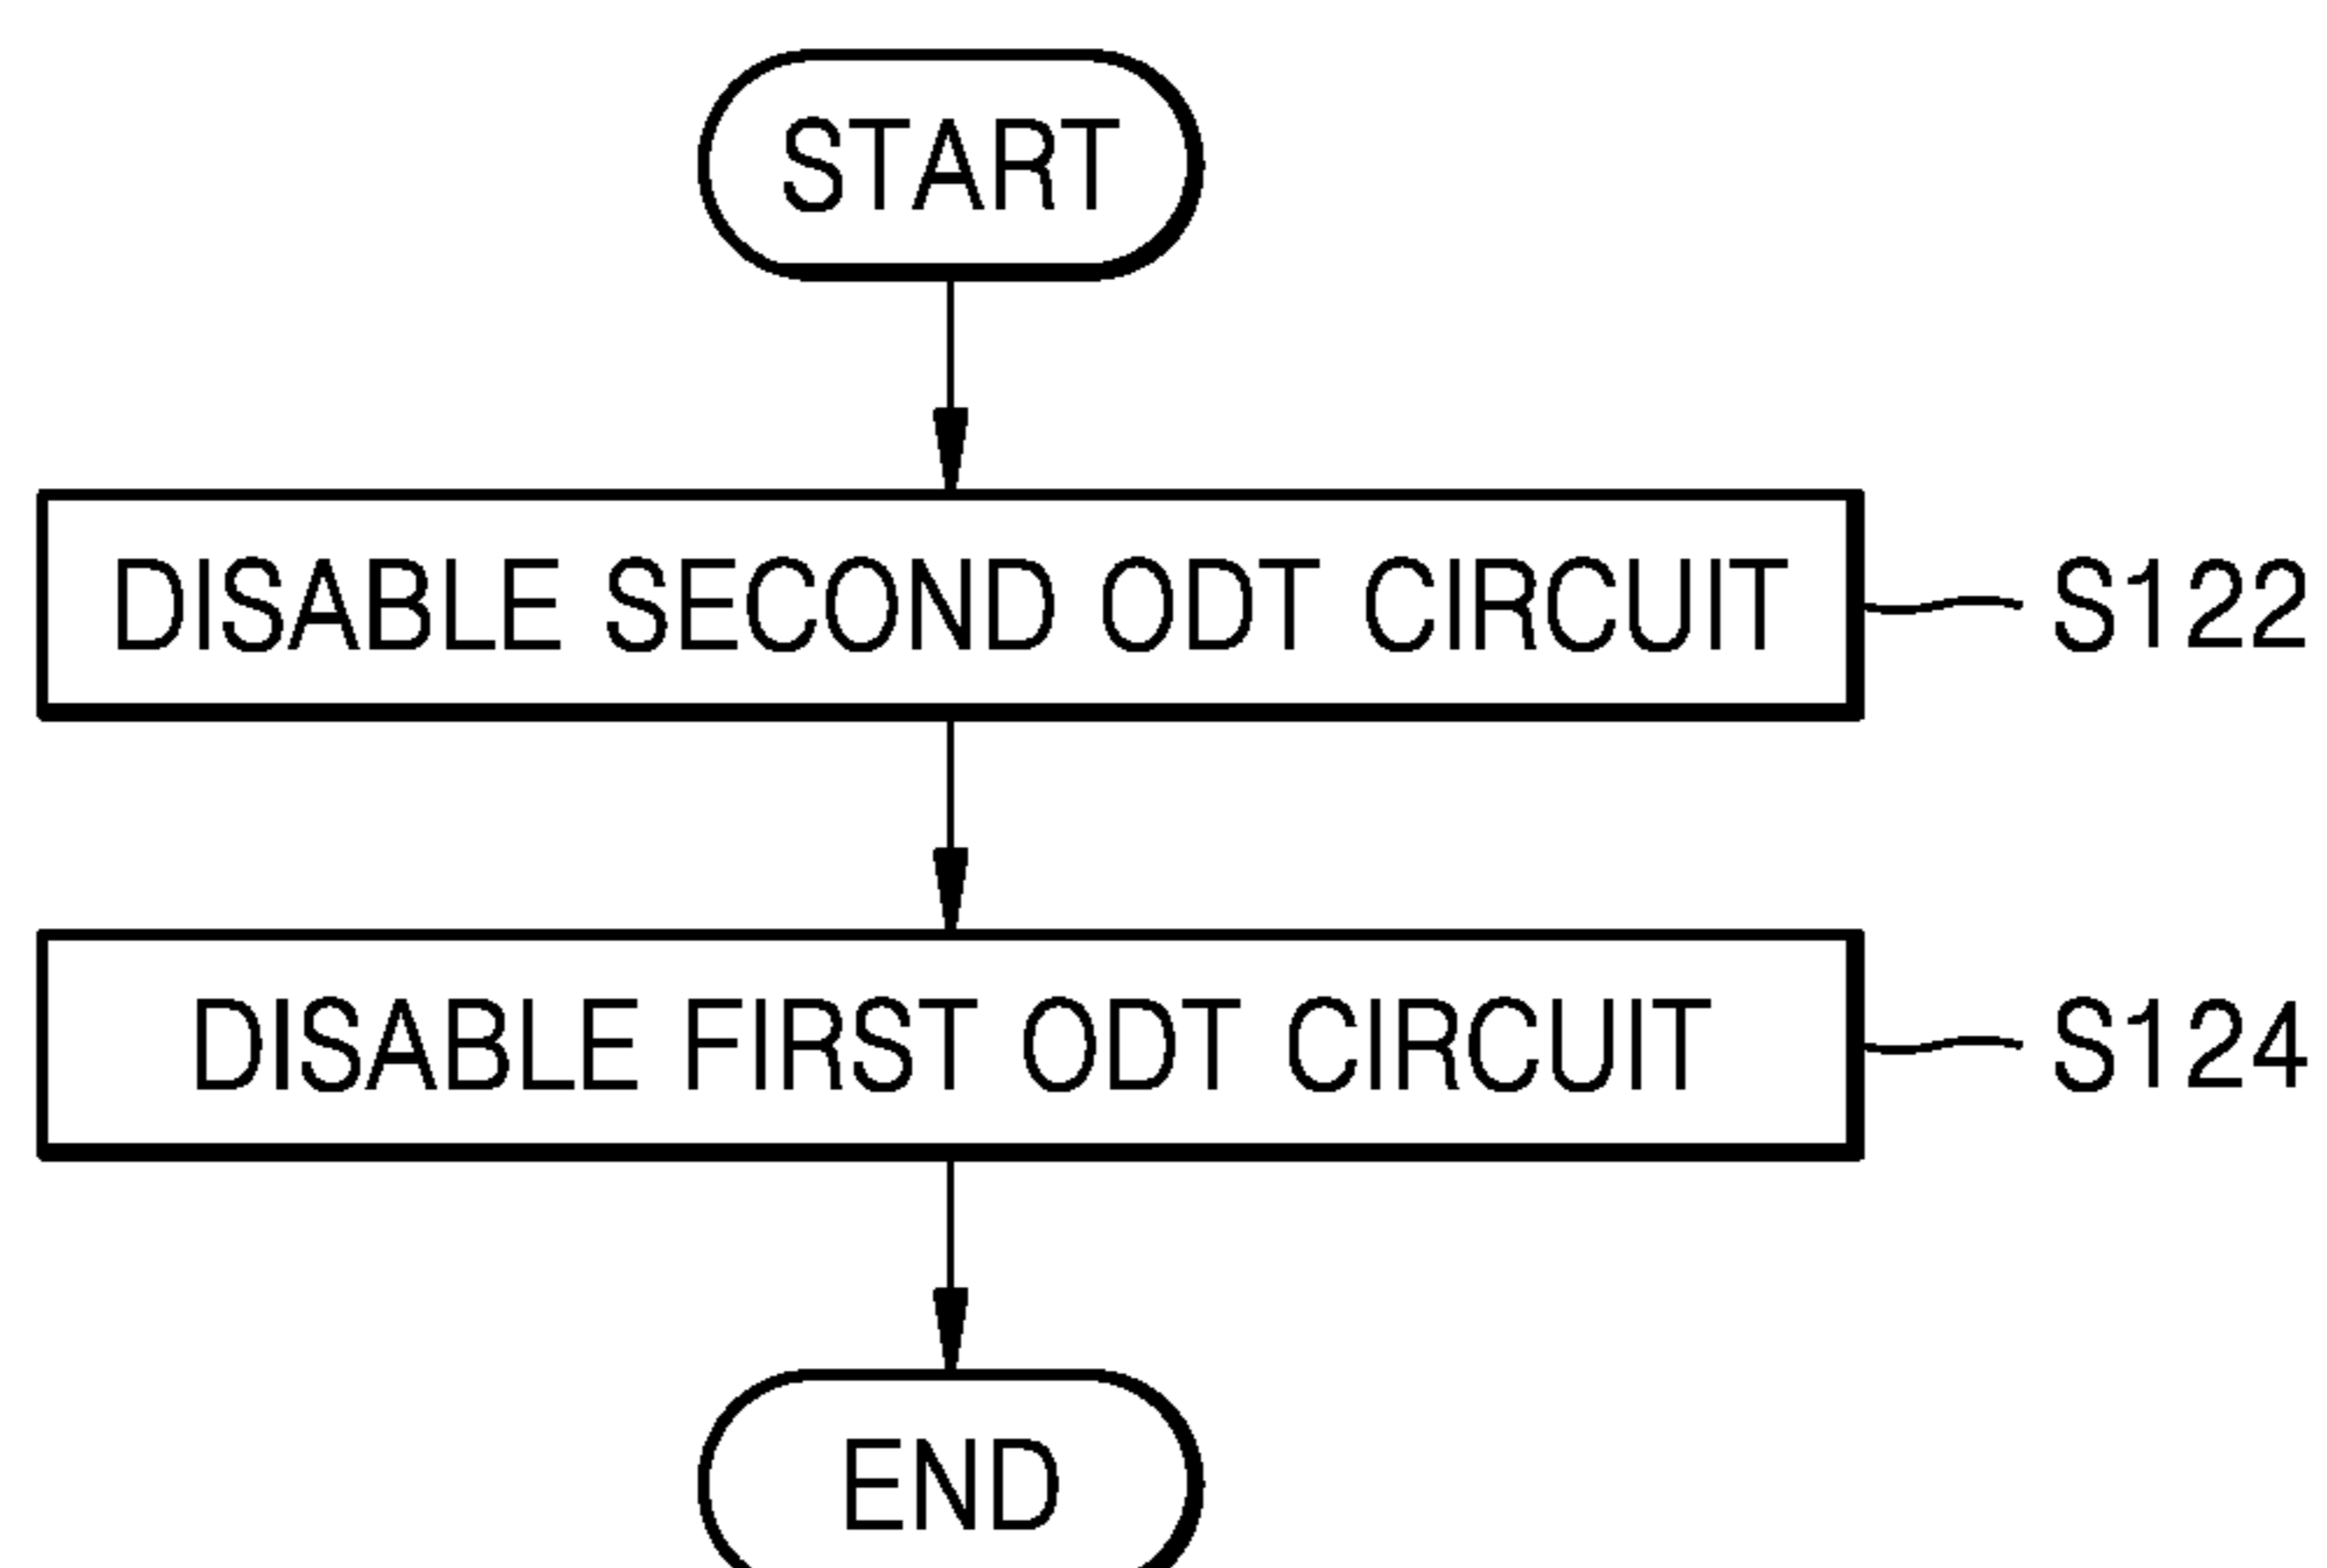 START
DISABLE SECOND ODT CIRCUIT
S122
DISABLE FIRST ODT CIRCUIT
S124
END